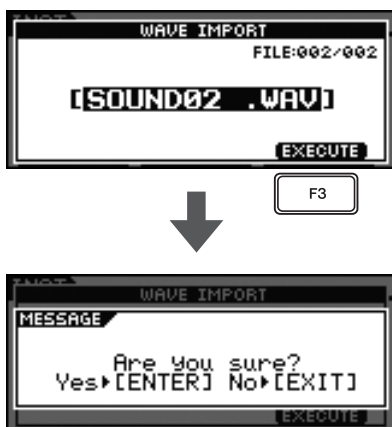 WAVE IMPORT
FILE:002/002
[SOUND02 .WAV]
EXECUTE
F3
WAVE IMPORT
MESSAGE
Are you sure?
Yes▸[ENTER] No▸[EXIT]
EXECUTE